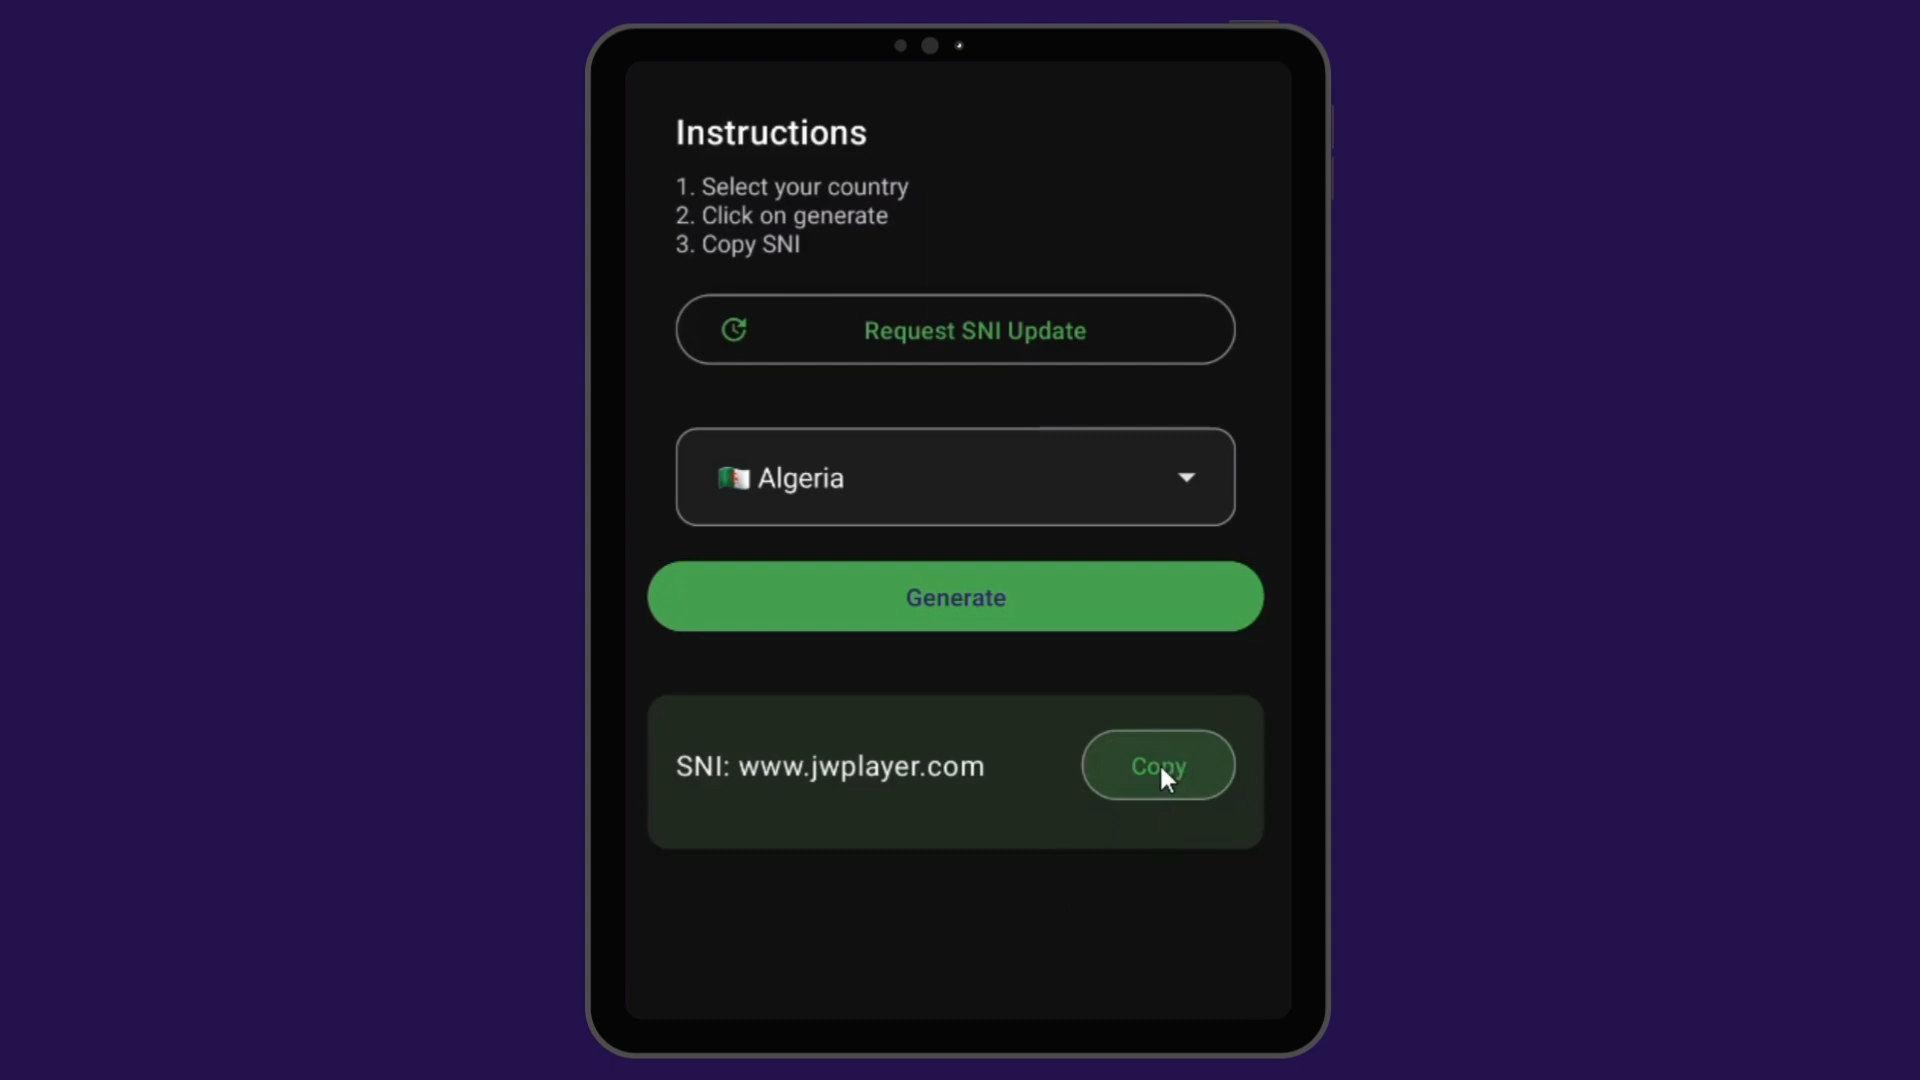 Instructions
1. Select your country
2. Click on generate
3. Copy SNI
Request SNI Update
Algeria
Generate
SNI: www.jwplayer.com
Copy